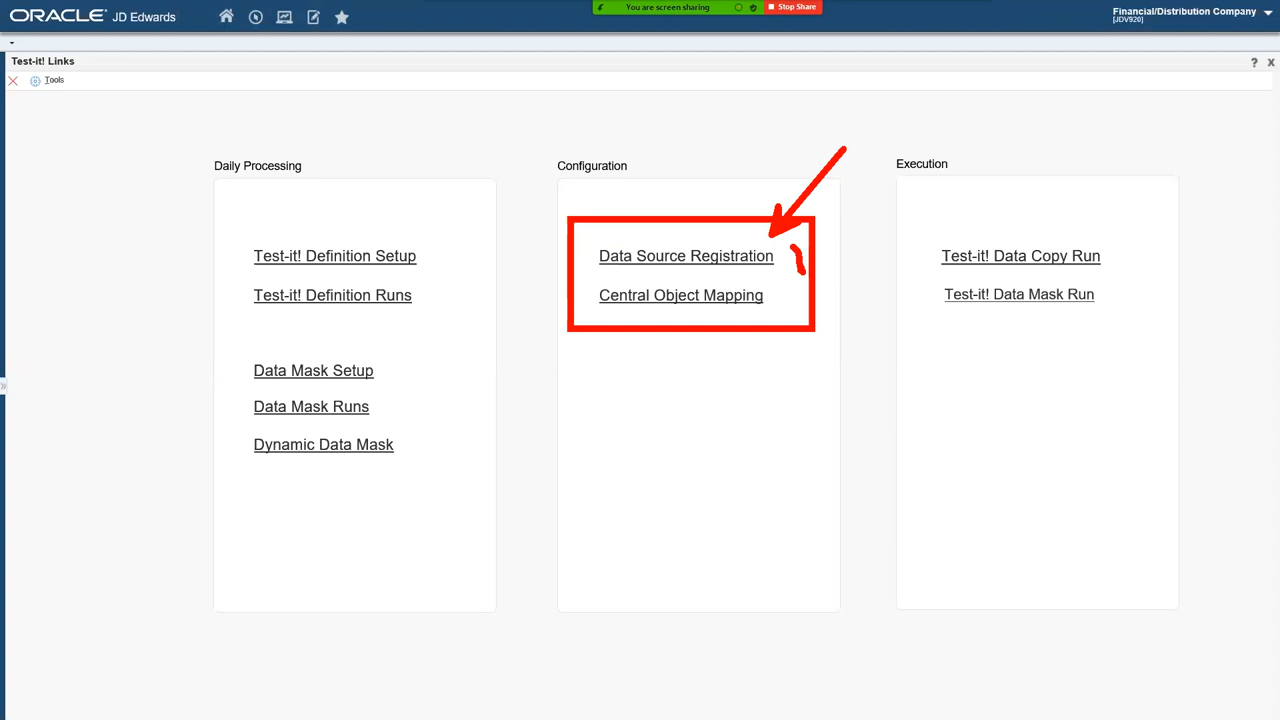 You are screen sharing
Stop Share
ORACLE JD Edwards
Financial/Distribution Company
[JDV920]
Test-it! Links
? X
Tools
Daily Processing
Test-it! Definition Setup
Test-it! Definition Runs
Data Mask Setup
Data Mask Runs
Dynamic Data Mask
Configuration
Data Source Registration
Central Object Mapping
Execution
Test-it! Data Copy Run
Test-it! Data Mask Run